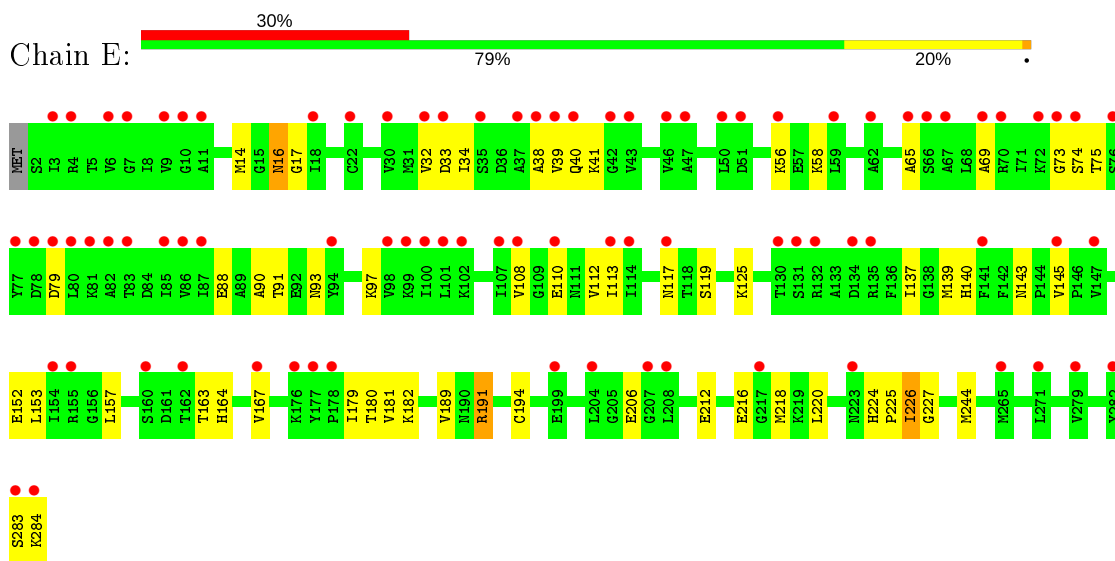 30%
Chain E:
79%
20%
MET S2 I3 R4 T5 V6 G7 I8 V9 G10 A11 M14 G15 N16 G17 I18 C22 V30 M31 V32 D33 I34 S35 D36 A37 A38 V39 Q40 K41 G42 V43 V46 A47 L50 D51 K56 E57 K58 L59 A62 A65 S66 A67 L68 A69 R70 I71 K72 G73 S74 T75 S76
Y77 D78 D79 L80 K81 A82 T83 D84 I85 V86 I87 E88 A89 A90 T91 E92 N93 Y94 K97 V98 K99 I100 L101 K102 I107 V108 G109 E110 N111 V112 I113 I114 N117 T118 S119 K125 T130 S131 R132 A133 D134 R135 F136 I137 G138 M139 H140 F141 F142 N143 P144 V145 P146 V147
E152 L153 I154 R155 G156 L157 S160 D161 T162 T163 H164 V167 K176 Y177 P178 I179 T180 V181 K182 V189 N190 R191 C194 E199 L204 G205 E206 G207 L208 E212 E216 G217 M218 K219 L220 N223 H224 P225 I226 G227 M244 M265 L271 V279
S283 K284